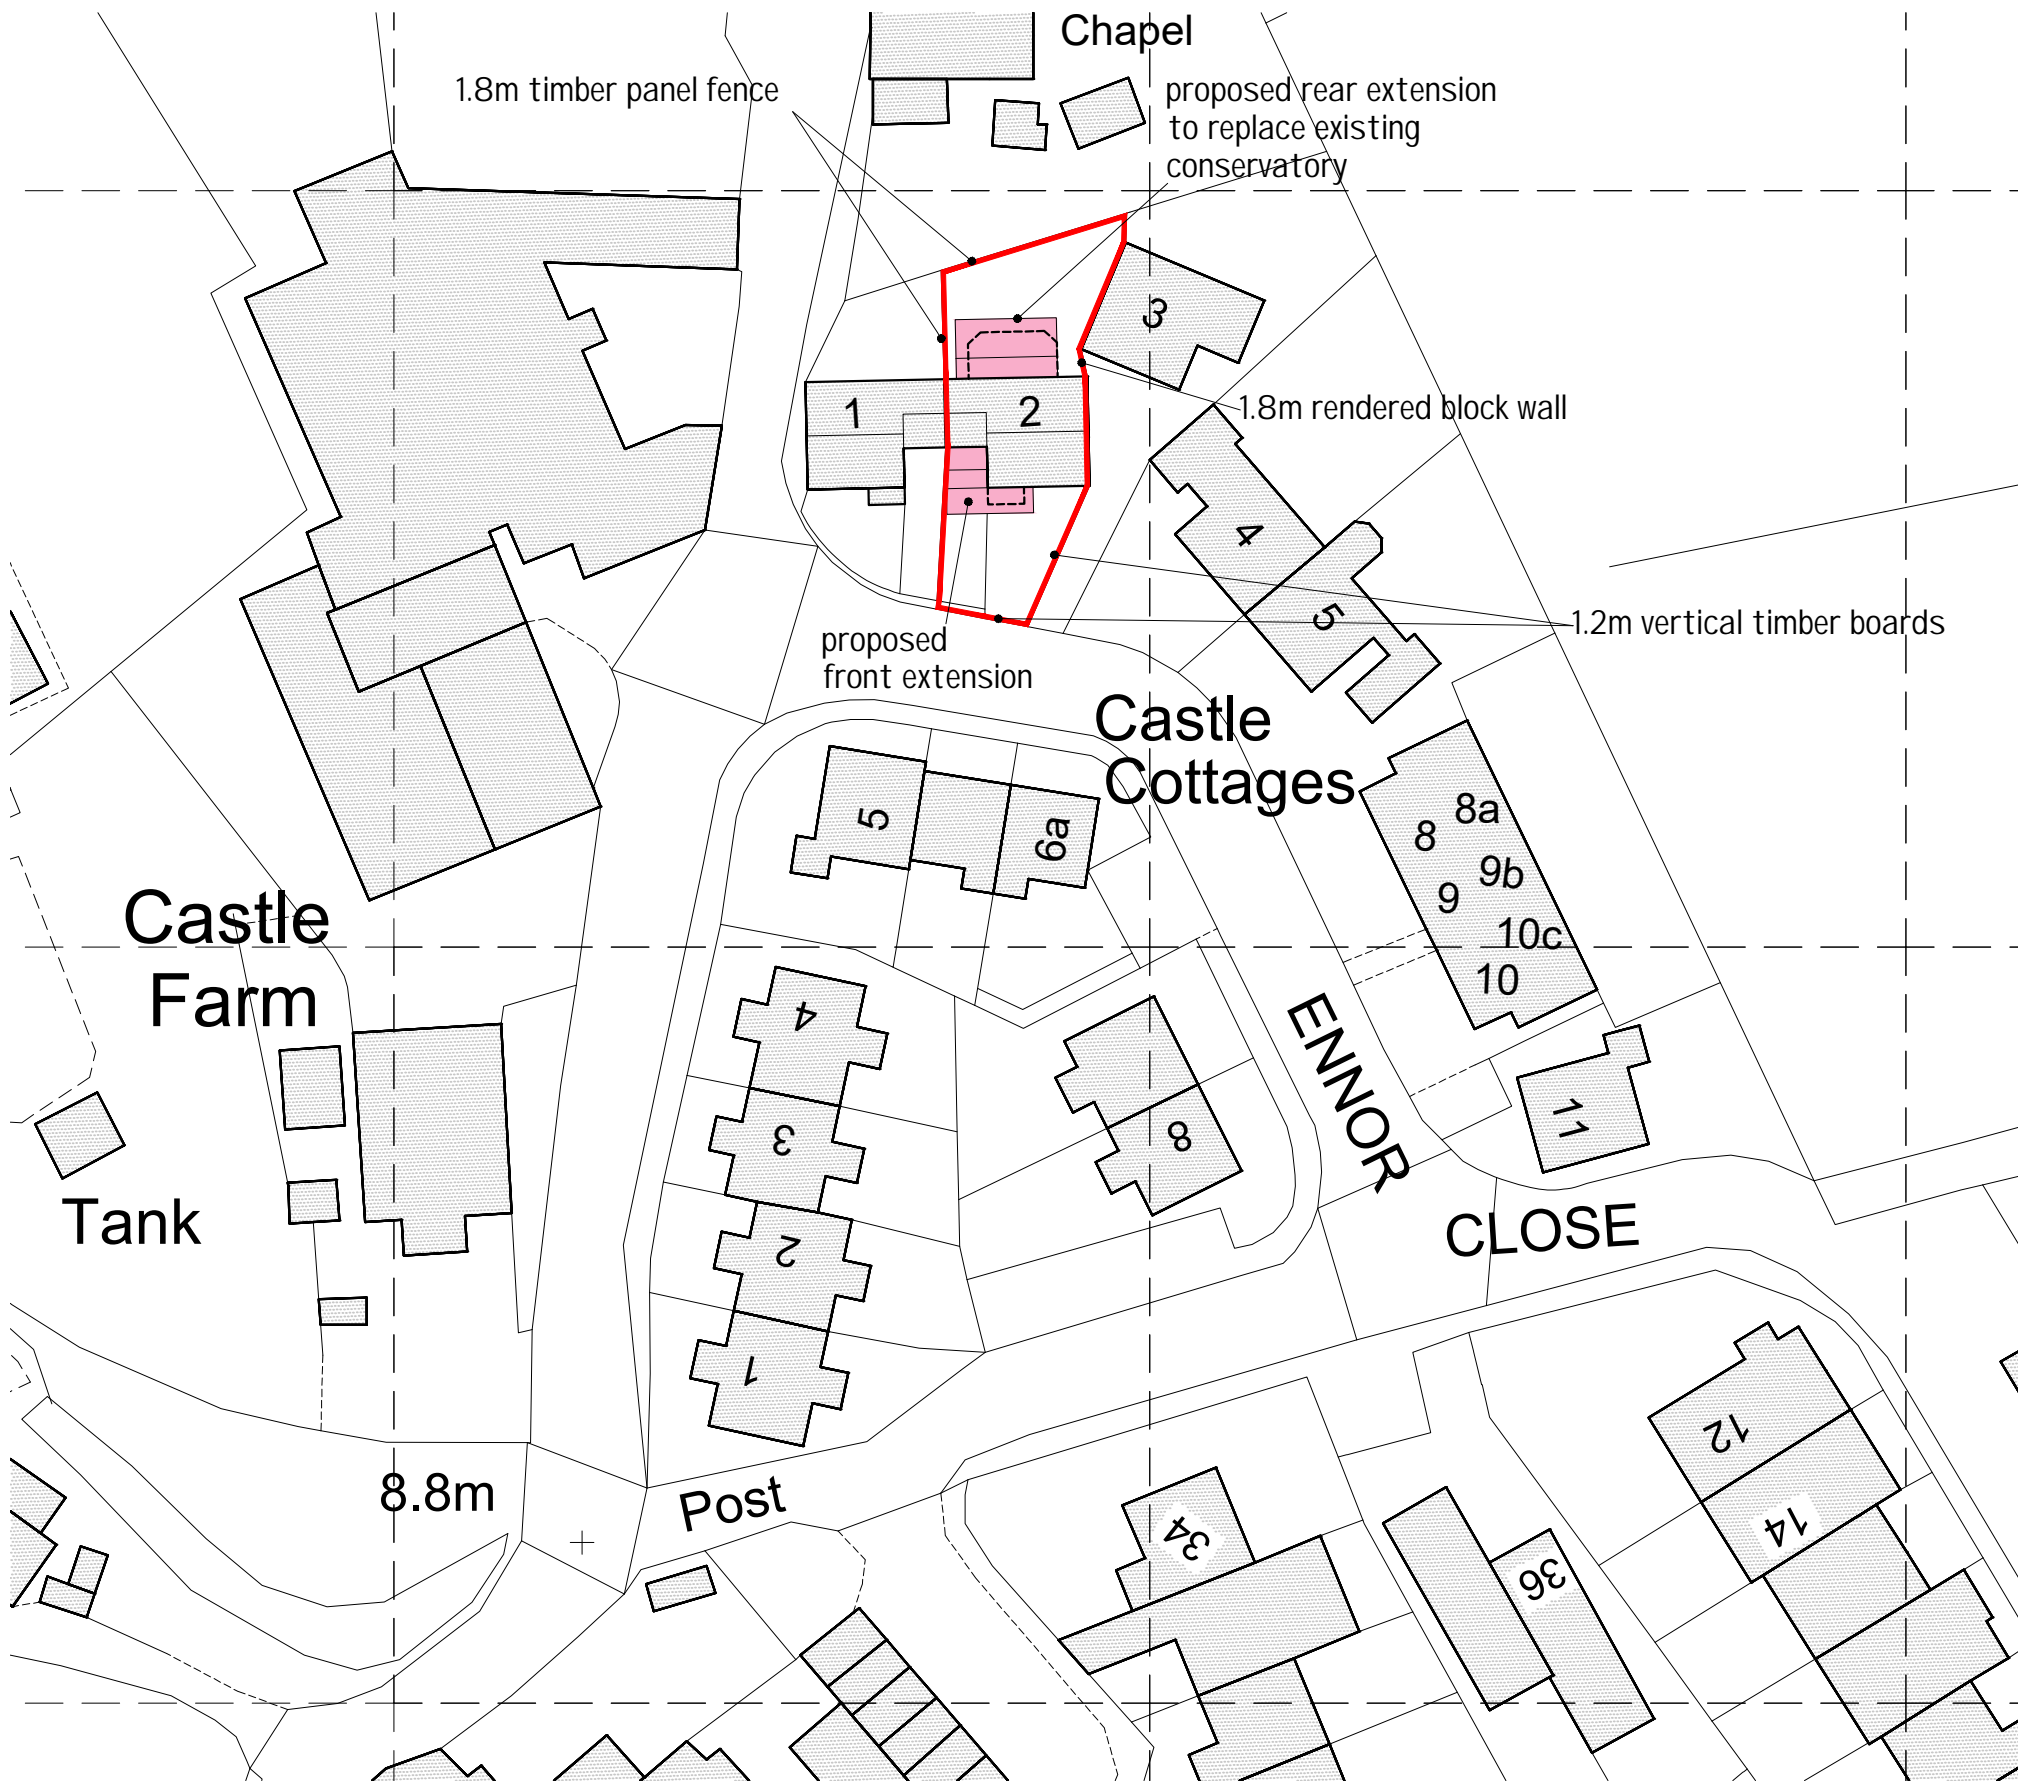 Chapel
1.8m timber panel fence
proposed rear extension
to replace existing
conservatory
3
1
2
1.8m rendered block wall
4
5
1.2m vertical timber boards
proposed
front extension
Castle
Cottages
5
6a
8a
8
9b
9
10c
10
Castle
Farm
4
ENNOR
3
8
11
Tank
2
CLOSE
1
12
8.8m
Post
14
34
36